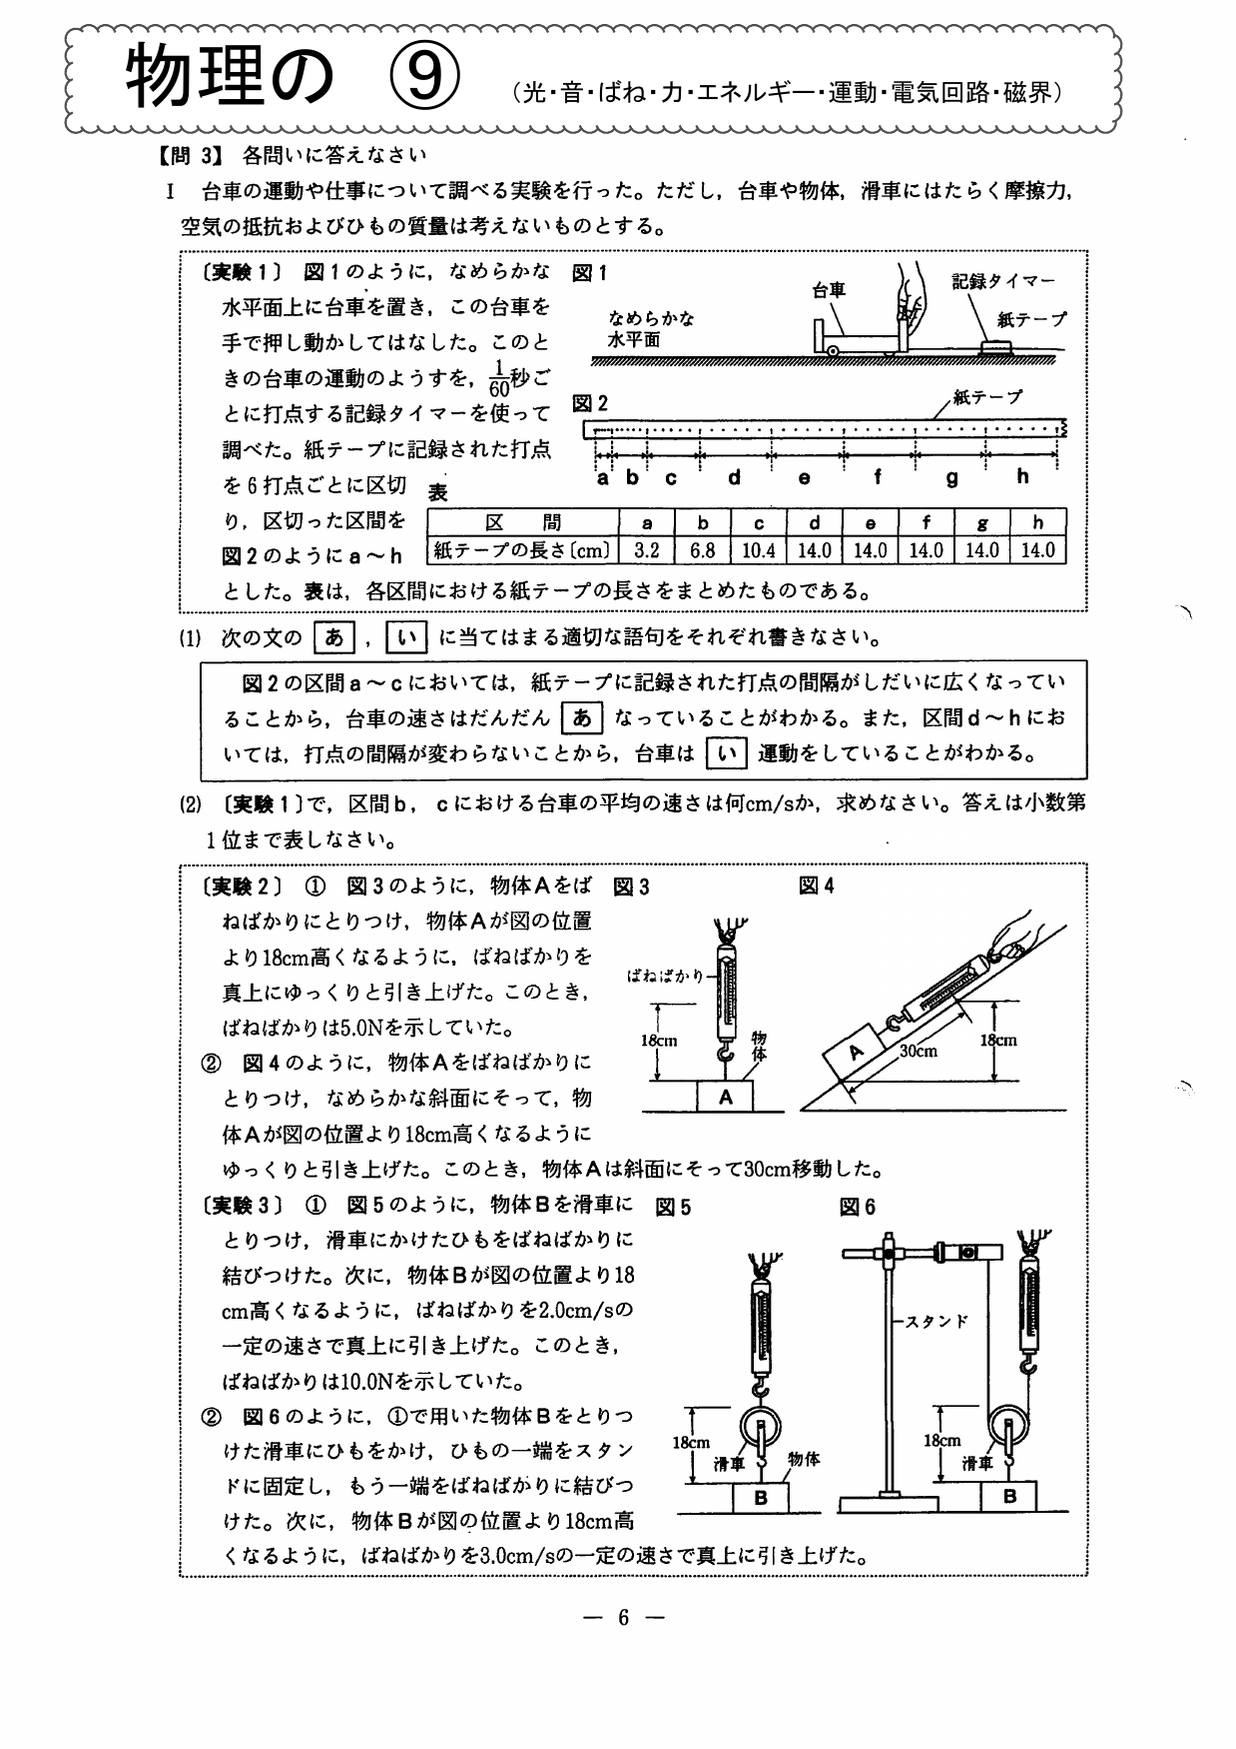 物理の ⑨ （光・音・ばね・力・エネルギー・運動・電気回路・磁界）
【問 3】 各問いに答えなさい
Ⅰ 台車の運動や仕事について調べる実験を行った。ただし，台車や物体，滑車にはたらく摩擦力，
空気の抵抗およびひもの質量は考えないものとする。
〔実験1〕 図1のように，なめらかな
水平面上に台車を置き，この台車を
手で押し動かしてはなした。このと
きの台車の運動のようすを，1/60秒ご
とに打点する記録タイマーを使って
調べた。紙テープに記録された打点
を6打点ごとに区切
り，区切った区間を
図2のようにa～h
とした。表は，各区間における紙テープの長さをまとめたものである。
図1
台車
記録タイマー
紙テープ
なめらかな
水平面
図2
紙テープ
a b c d e f g h
表
区 間 a b c d e f g h
紙テープの長さ〔cm〕 3.2 6.8 10.4 14.0 14.0 14.0 14.0 14.0
(1) 次の文の あ ， い に当てはまる適切な語句をそれぞれ書きなさい。
図2の区間a～cにおいては，紙テープに記録された打点の間隔がしだいに広くなってい
ることから，台車の速さはだんだん あ なっていることがわかる。また，区間d～hにお
いては，打点の間隔が変わらないことから，台車は い 運動をしていることがわかる。
(2) 〔実験1〕で，区間b，cにおける台車の平均の速さは何cm/sか，求めなさい。答えは小数第
1位まで表しなさい。
〔実験2〕 ① 図3のように，物体Aをば
ねばかりにとりつけ，物体Aが図の位置
より18cm高くなるように，ばねばかりを
真上にゆっくりと引き上げた。このとき，
ばねばかりは5.0Nを示していた。
② 図4のように，物体Aをばねばかりに
とりつけ，なめらかな斜面にそって，物
体Aが図の位置より18cm高くなるように
ゆっくりと引き上げた。このとき，物体Aは斜面にそって30cm移動した。
図3
ばねばかり
18cm
物体
A
図4
A
30cm
18cm
〔実験3〕 ① 図5のように，物体Bを滑車に
とりつけ，滑車にかけたひもをばねばかりに
結びつけた。次に，物体Bが図の位置より18
cm高くなるように，ばねばかりを2.0cm/sの
一定の速さで真上に引き上げた。このとき，
ばねばかりは10.0Nを示していた。
② 図6のように，①で用いた物体Bをとりつ
けた滑車にひもをかけ，ひもの一端をスタン
ドに固定し，もう一端をばねばかりに結びつ
けた。次に，物体Bが図の位置より18cm高
くなるように，ばねばかりを3.0cm/sの一定の速さで真上に引き上げた。
図5
18cm
滑車
物体
B
図6
スタンド
18cm
滑車
B
― 6 ―